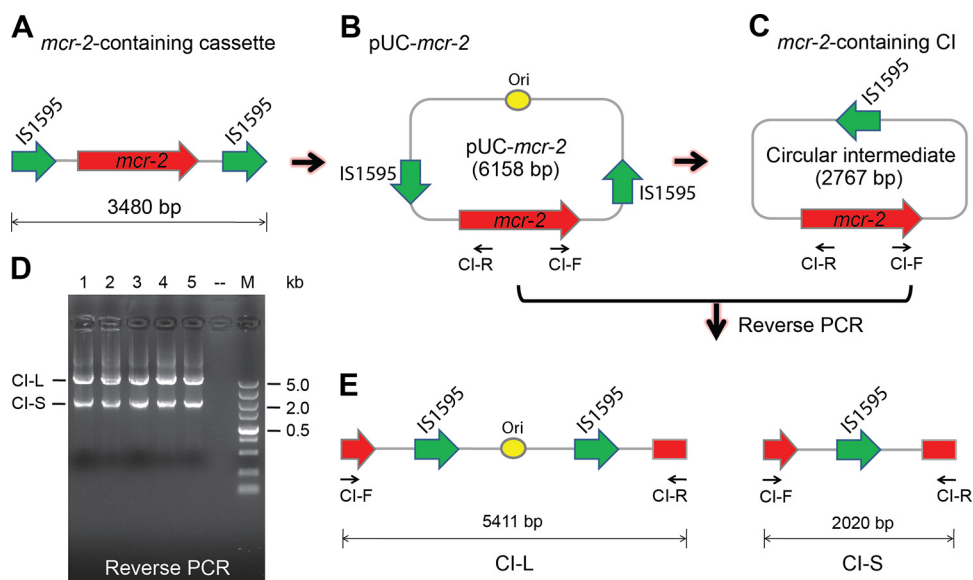 A
mcr-2-containing cassette
IS1595
IS1595
mcr-2
3480 bp
B
pUC-mcr-2
Ori
pUC-mcr-2
(6158 bp)
IS1595
IS1595
mcr-2
CI-R
CI-F
C
mcr-2-containing CI
IS1595
Circular intermediate
(2767 bp)
mcr-2
CI-R
CI-F
Reverse PCR
D
1 2 3 4 5 -- M kb
CI-L
CI-S
5.0
2.0
0.5
Reverse PCR
E
IS1595
Ori
IS1595
CI-F
CI-R
5411 bp
CI-L
IS1595
CI-F
CI-R
2020 bp
CI-S